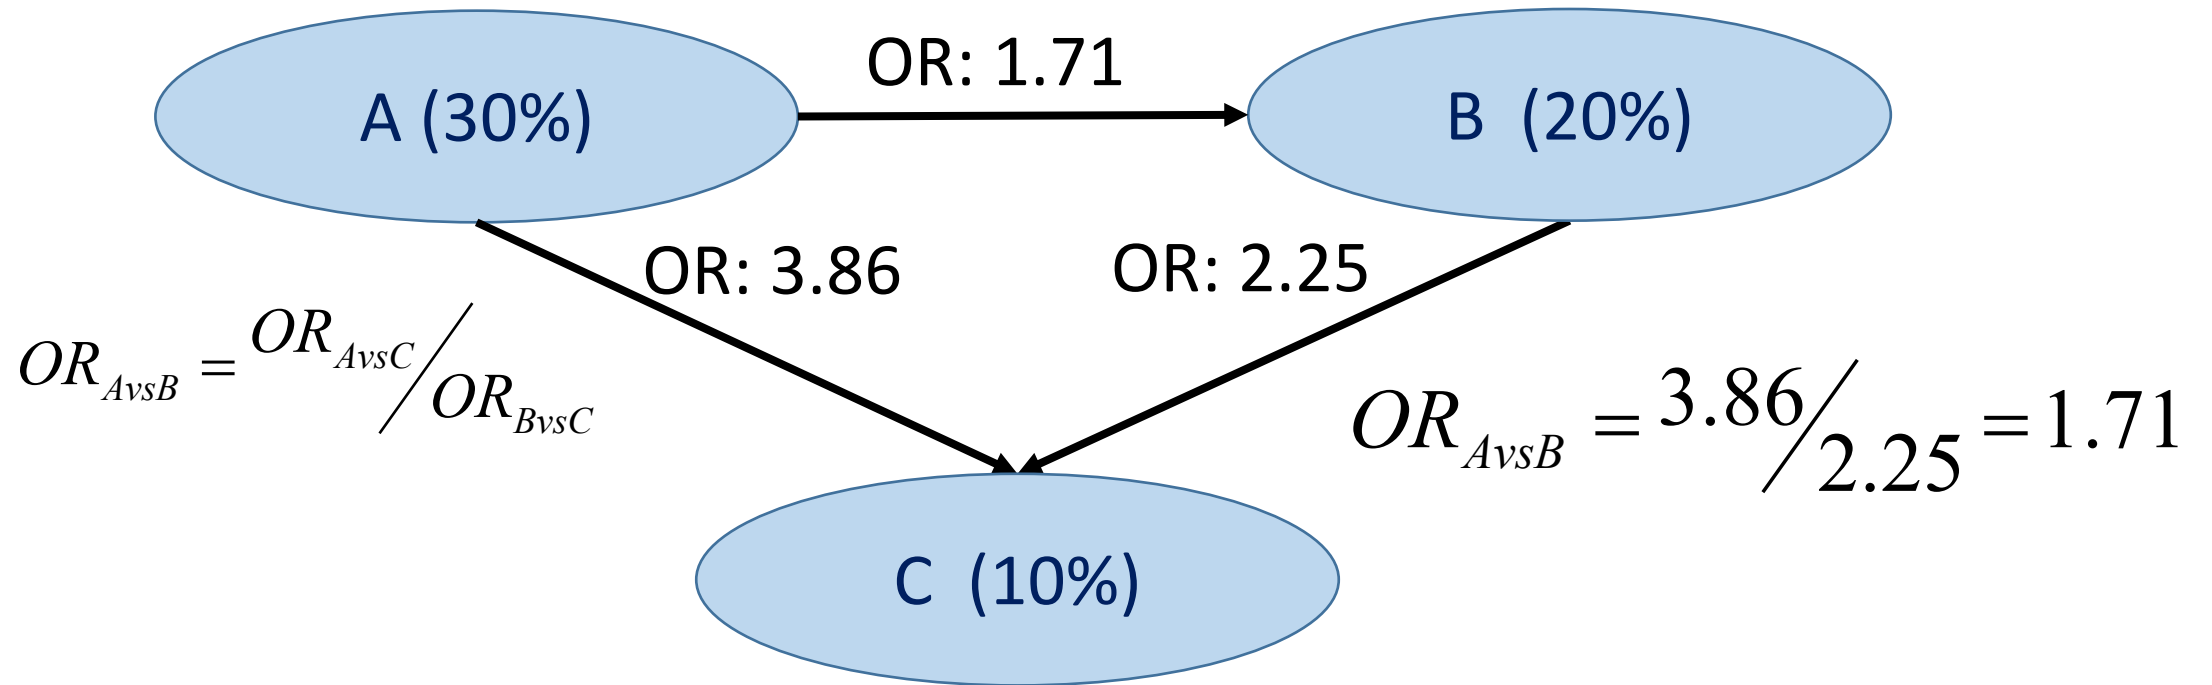 OR: 1.71
A (30%)
B (20%)
OR: 3.86
OR: 2.25
OR_AvsB = OR_AvsC / OR_BvsC
OR_AvsB = 3.86 / 2.25 = 1.71
C (10%)